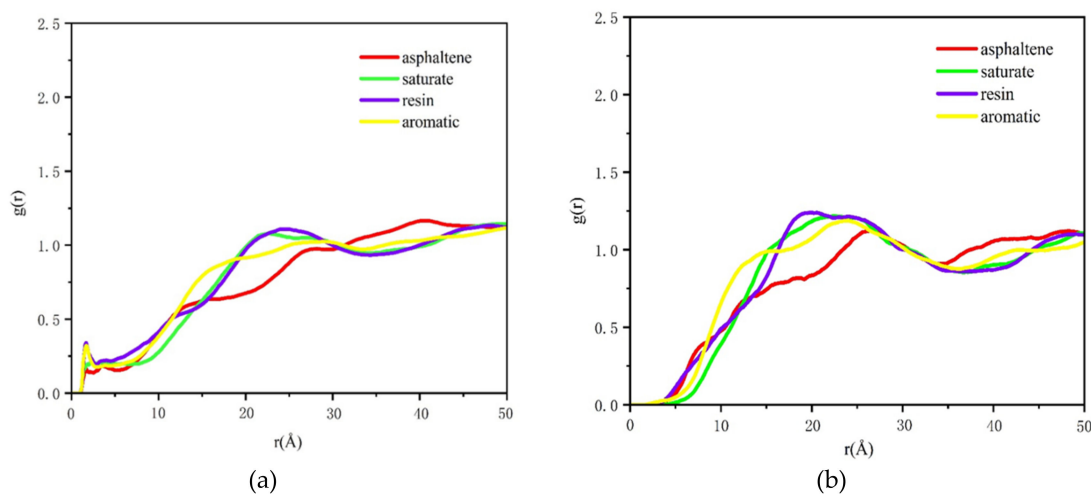 2.5
2.0
1.5
1.0
0.5
0.0
g(r)
asphaltene
saturate
resin
aromatic
0 10 20 30 40 50
r(Å)
(a)
2.5
2.0
1.5
1.0
0.5
0.0
g(r)
asphaltene
saturate
resin
aromatic
0 10 20 30 40 50
r(Å)
(b)